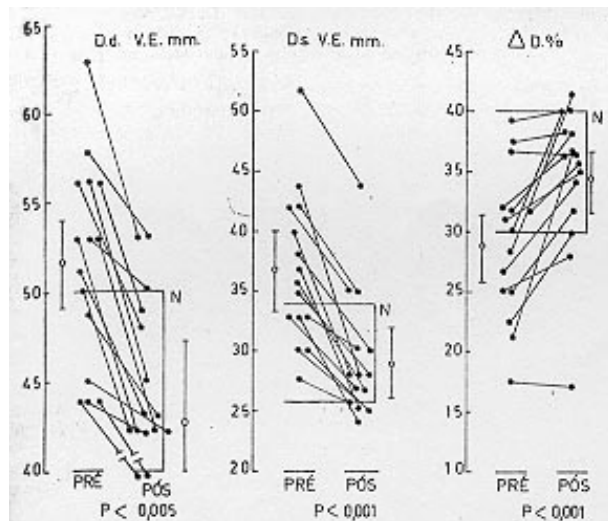 D.d. V.E. mm.
65
60
55
50
45
40
N
PRÉ PÓS
P < 0,005
Ds V.E. mm.
55
50
45
40
35
30
25
20
N
PRÉ PÓS
P < 0,001
Δ D.%
45
40
35
30
25
20
15
10
N
PRÉ PÓS
P < 0,001